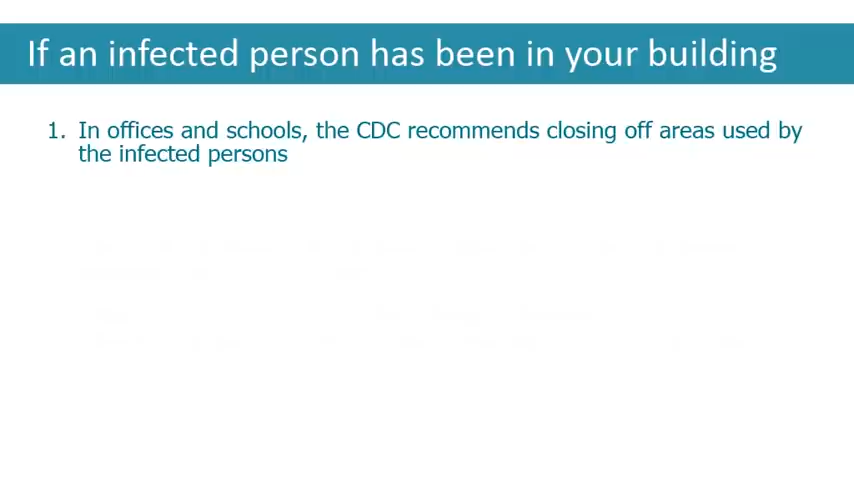 If an infected person has been in your building
1. In offices and schools, the CDC recommends closing off areas used by
the infected persons